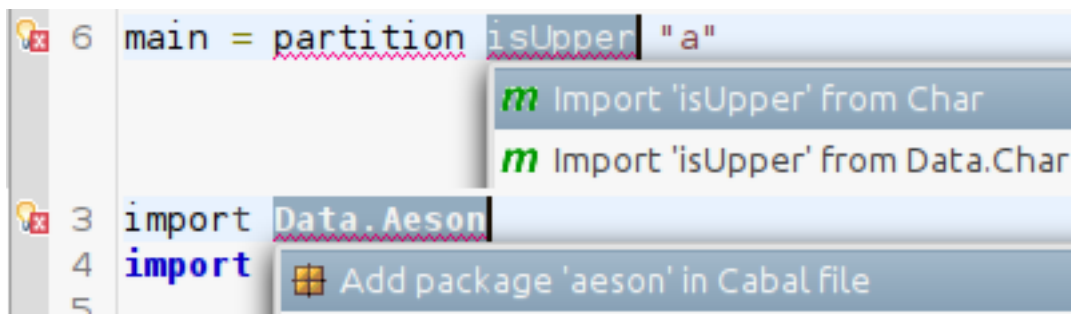 6 main = partition isUpper "a"
m Import 'isUpper' from Char
m Import 'isUpper' from Data.Char
3 import Data.Aeson
4 import
Add package 'aeson' in Cabal file
5